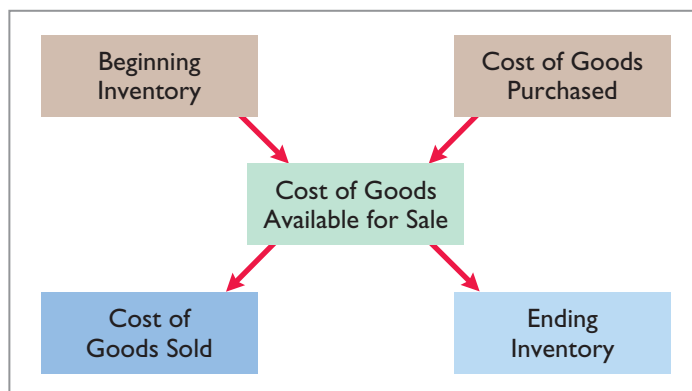 Beginning
Inventory
Cost of Goods
Purchased
Cost of Goods
Available for Sale
Cost of
Goods Sold
Ending
Inventory